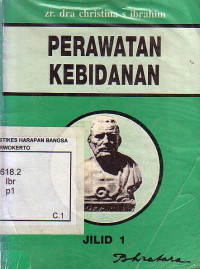 zr. dra christina s ibrahim
PERAWATAN
KEBIDANAN
STIKES HARAPAN BANGSA
PURWOKERTO
618.2
Ibr
p1
C.1
JILID 1
Bhratara